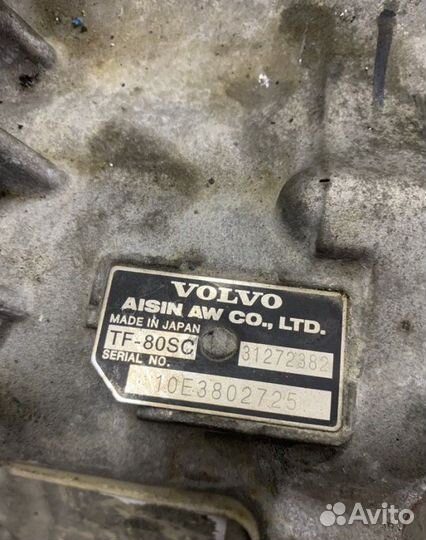 VOLVO
AISIN AW CO., LTD.
MADE IN JAPAN
TF-80SC 31272382
SERIAL NO.
10E3802725
Avito